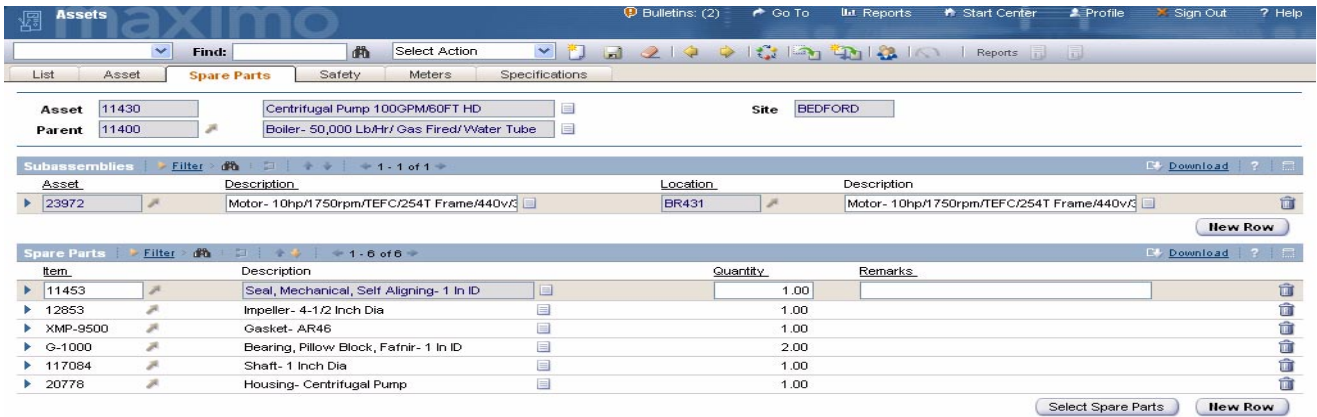 Assets maximo Bulletins: (2) Go To Reports Start Center Profile Sign Out ? Help
Find: Select Action Reports
List Asset Spare Parts Safety Meters Specifications
Asset 11430 Centrifugal Pump 100GPM/60FT HD Site BEDFORD
Parent 11400 Boiler- 50,000 Lb/Hr/ Gas Fired/ Water Tube
Subassemblies Filter 1 - 1 of 1 Download ?
Asset Description Location Description
23972 Motor- 10hp/1750rpm/TEFC/254T Frame/440v/3 BR431 Motor- 10hp/1750rpm/TEFC/254T Frame/440v/3
New Row
Spare Parts Filter 1 - 6 of 6 Download ?
Item Description Quantity Remarks
11453 Seal, Mechanical, Self Aligning- 1 In ID 1.00
12853 Impeller- 4-1/2 Inch Dia 1.00
XMP-9500 Gasket- AR46 1.00
G-1000 Bearing, Pillow Block, Fafnir- 1 In ID 2.00
117084 Shaft- 1 Inch Dia 1.00
20778 Housing- Centrifugal Pump 1.00
Select Spare Parts New Row